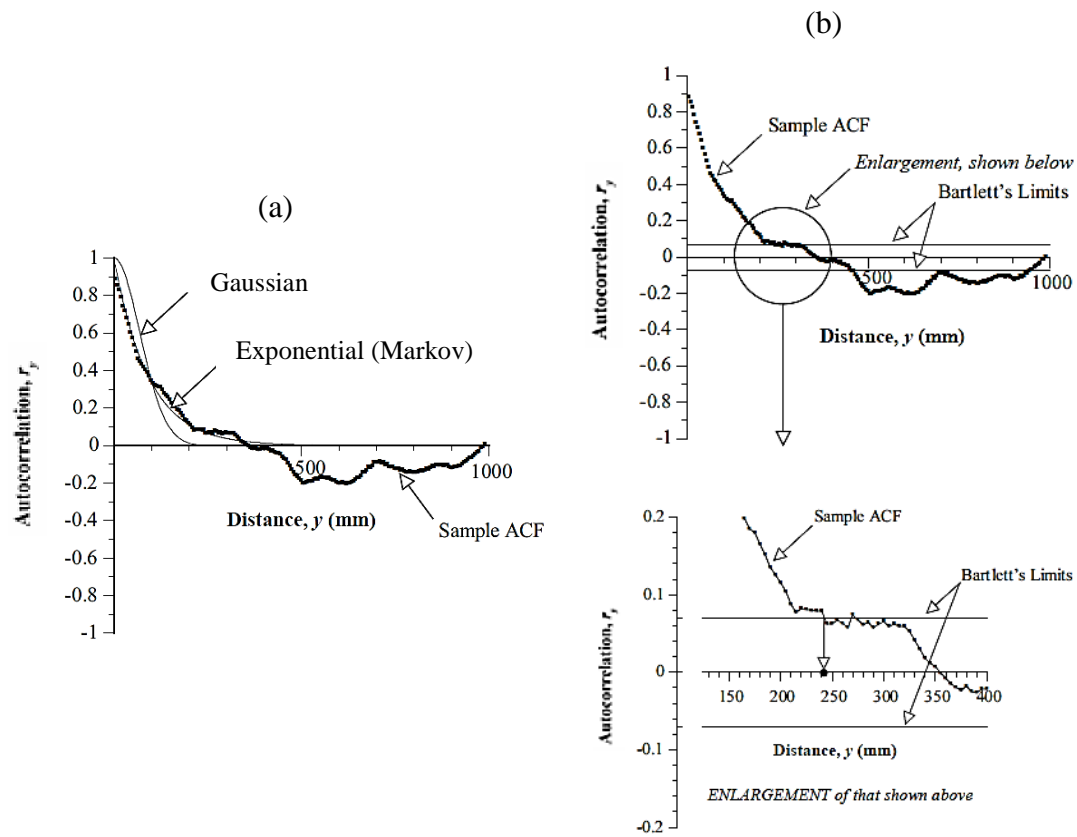 (a)
1
0.8
0.6
0.4
0.2
0
-0.2
-0.4
-0.6
-0.8
-1
Autocorrelation, r_y
Gaussian
Exponential (Markov)
500
1000
Distance, y (mm)
Sample ACF
(b)
1
0.8
0.6
0.4
0.2
0
-0.2
-0.4
-0.6
-0.8
-1
Autocorrelation, r_y
Sample ACF
Enlargement, shown below
Bartlett's Limits
500
1000
Distance, y (mm)
0.2
0.1
0
-0.1
-0.2
Autocorrelation, r_y
Sample ACF
Bartlett's Limits
150 200 250 300 350 400
Distance, y (mm)
ENLARGEMENT of that shown above